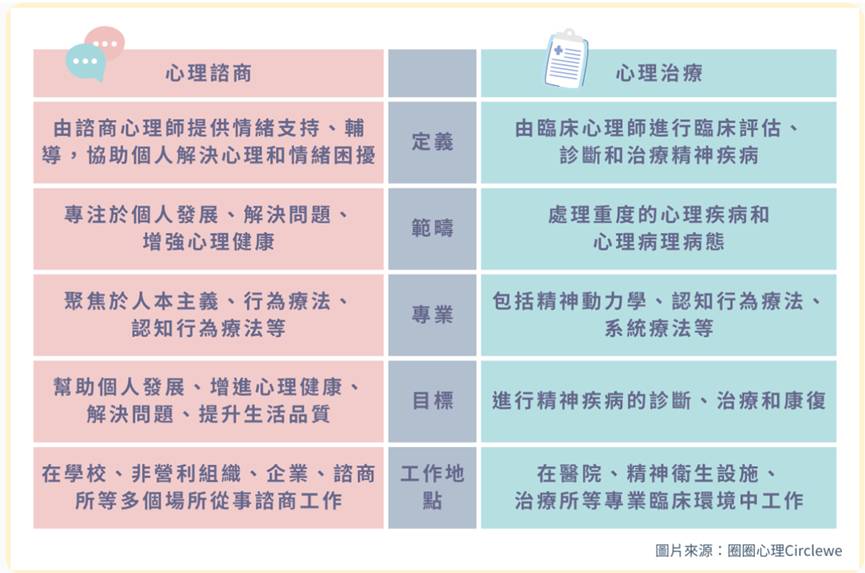 心理諮商
心理治療
由諮商心理師提供情緒支持、輔
導，協助個人解決心理和情緒困擾
定義
由臨床心理師進行臨床評估、
診斷和治療精神疾病
專注於個人發展、解決問題、
增強心理健康
範疇
處理重度的心理疾病和
心理病理病態
聚焦於人本主義、行為療法、
認知行為療法等
專業
包括精神動力學、認知行為療法、
系統療法等
幫助個人發展、增進心理健康、
解決問題、提升生活品質
目標
進行精神疾病的診斷、治療和康復
在學校、非營利組織、企業、諮商
所等多個場所從事諮商工作
工作地
點
在醫院、精神衛生設施、
治療所等專業臨床環境中工作
圖片來源：圈圈心理Circlewe